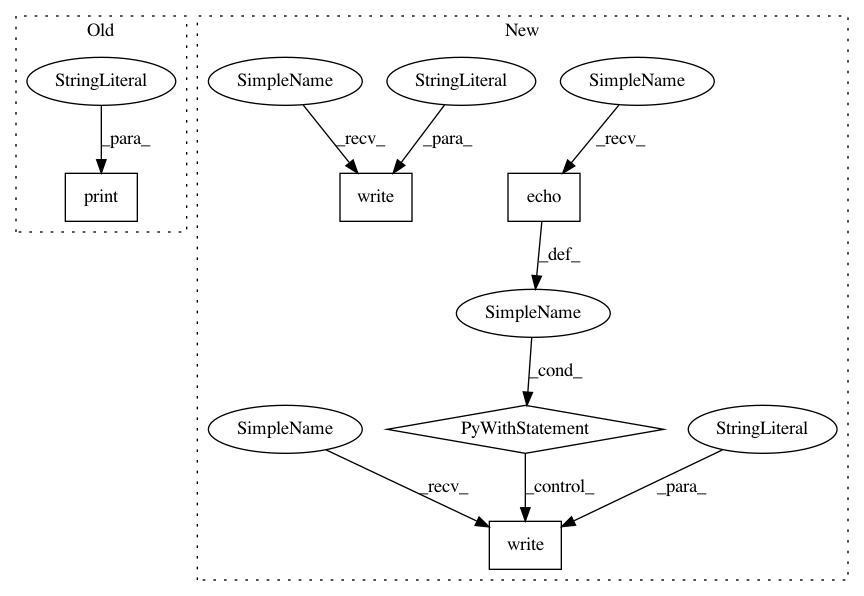 Old
New
StringLiteral
SimpleName
StringLiteral
SimpleName
_para_
_recv_
_para_
_recv_
print
write
echo
_def_
SimpleName
_cond_
SimpleName
PyWithStatement
StringLiteral
_recv_
_control_
_para_
write